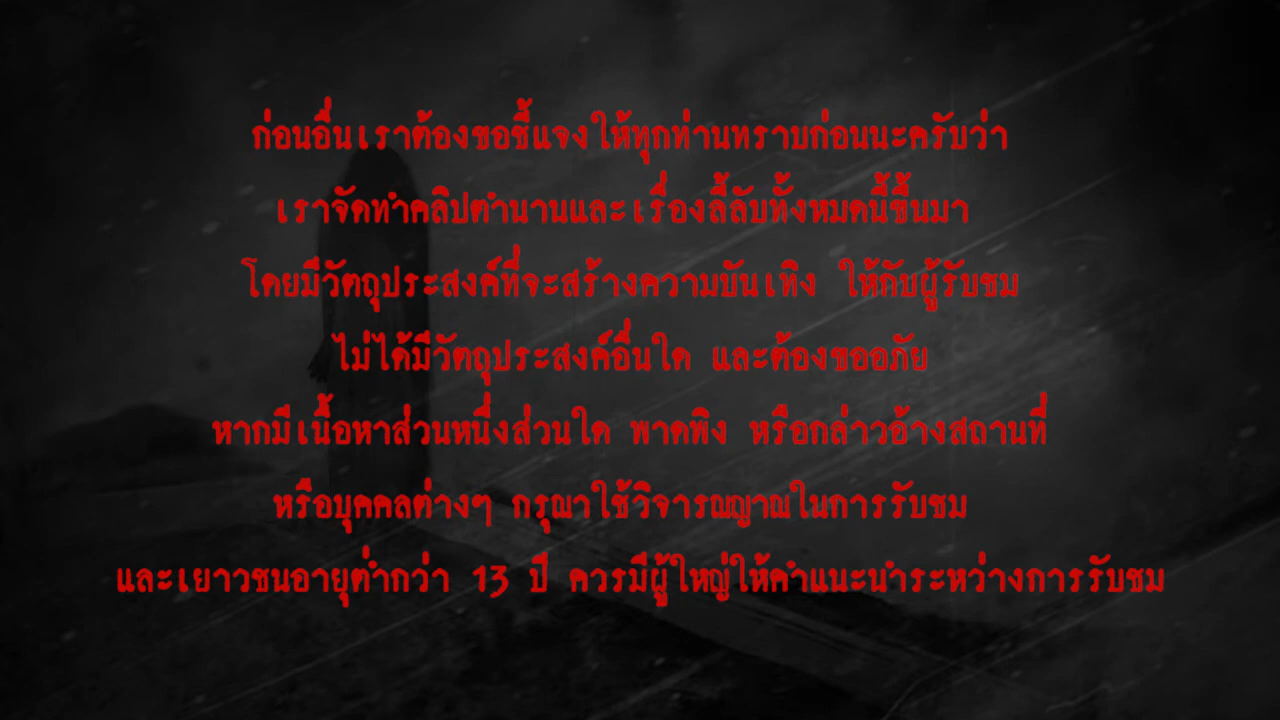 ก่อนอื่นเราต้องขอชี้แจงให้ทุกท่านทราบก่อนนะครับว่า
เราจัดทำคลิปตำนานและเรื่องลี้ลับทั้งหมดนี้ขึ้นมา
โดยมีวัตถุประสงค์ที่จะสร้างความบันเทิง ให้กับผู้รับชม
ไม่ได้มีวัตถุประสงค์อื่นใด และต้องขออภัย
หากมีเนื้อหาส่วนหนึ่งส่วนใด พาดพิง หรือกล่าวอ้างสถานที่
หรือบุคคลต่างๆ กรุณาใช้วิจารณญาณในการรับชม
และเยาวชนอายุต่ำกว่า 13 ปี ควรมีผู้ใหญ่ให้คำแนะนำระหว่างการรับชม